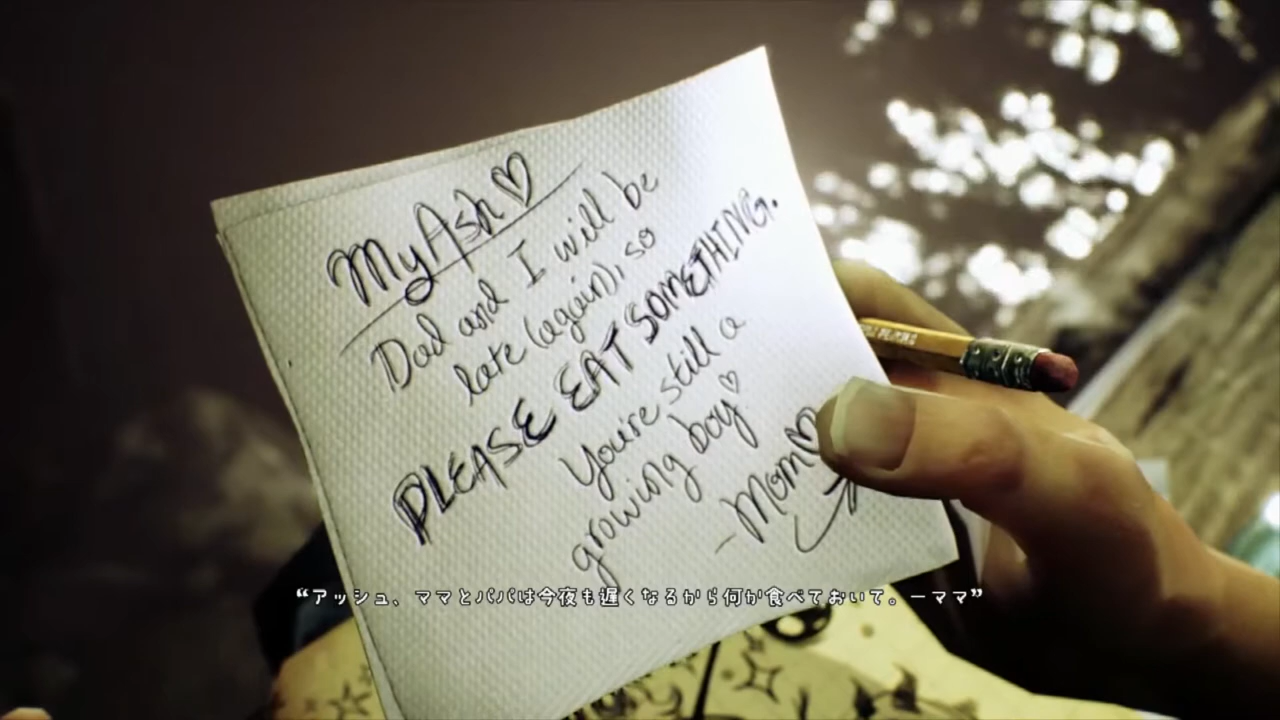 My Ash♡
Dad and I will be
late (again), so
PLEASE EAT SOMETHING.
You're still a
growing boy♡
-Mom♡
“アッシュ、ママとパパは今夜も遅くなるから何か食べておいて。ーママ”